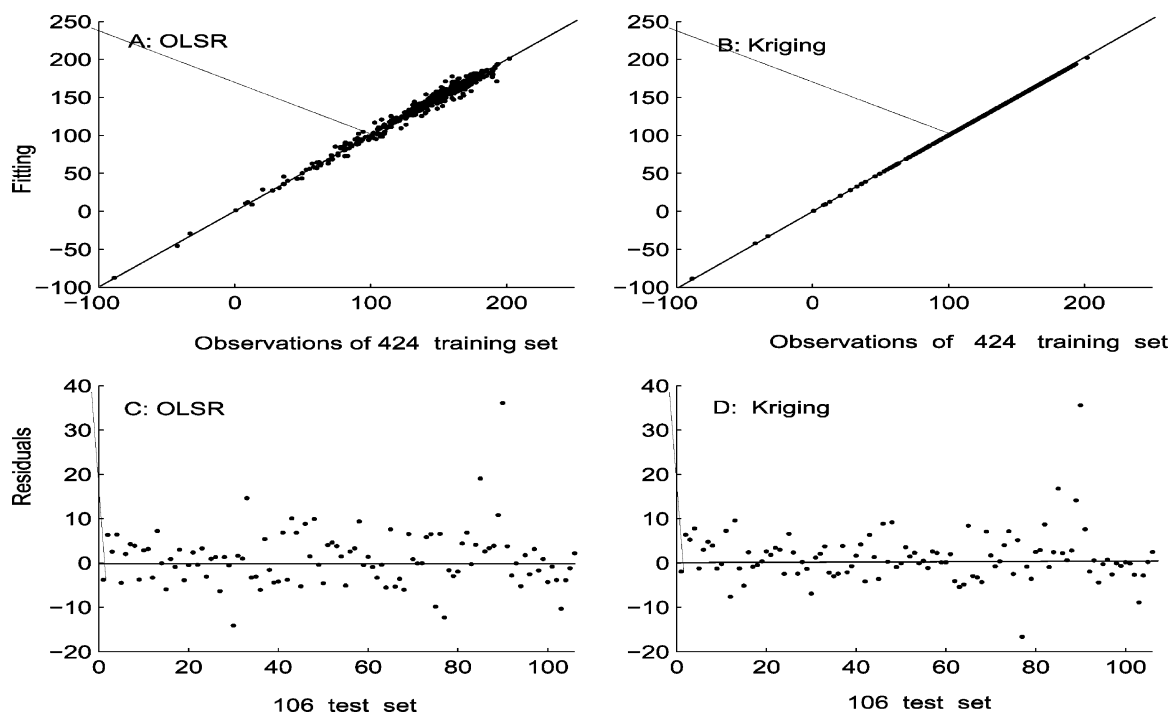 A: OLSR
250
200
150
100
50
0
−50
−100
Fitting
−100 0 100 200
Observations of 424 training set
B: Kriging
250
200
150
100
50
0
−50
−100
−100 0 100 200
Observations of 424 training set
C: OLSR
40
30
20
10
0
−10
−20
Residuals
0 20 40 60 80 100
106 test set
D: Kriging
40
30
20
10
0
−10
−20
0 20 40 60 80 100
106 test set